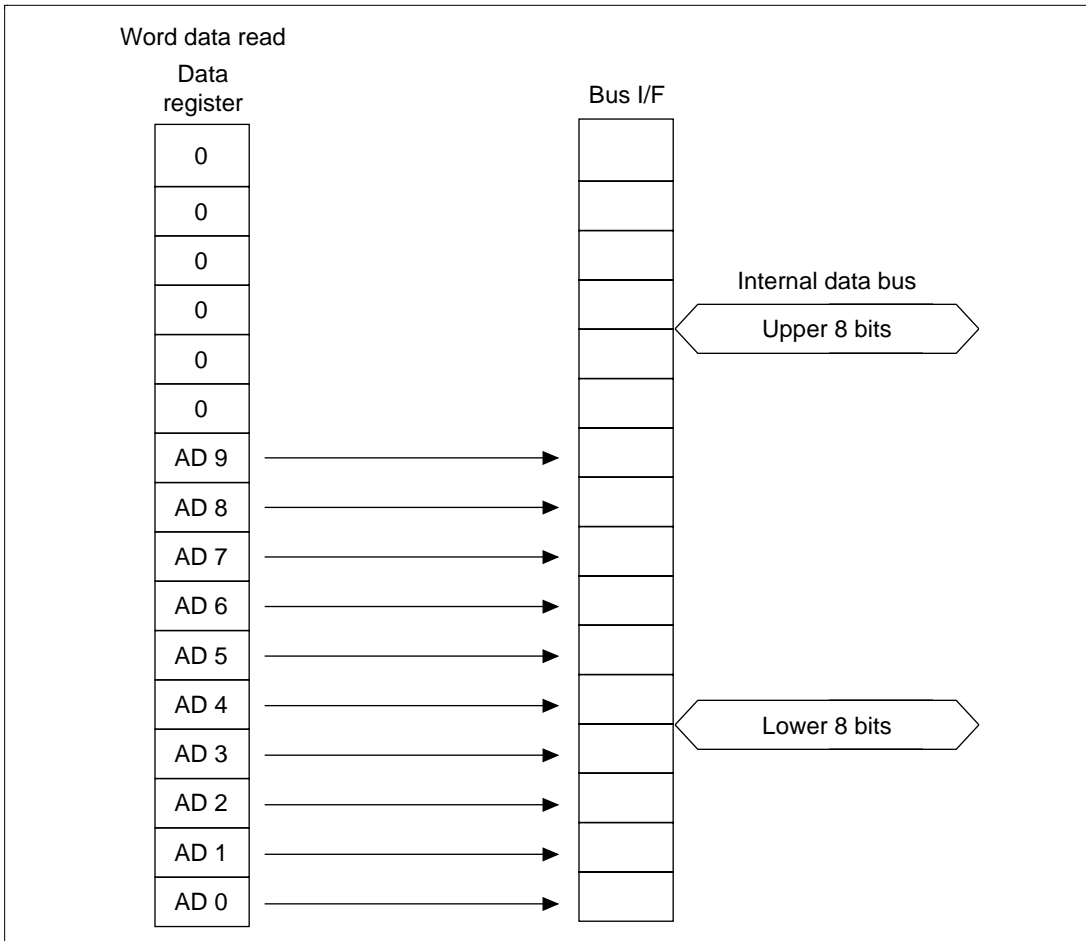 Word data read
Data
register
Bus I/F
0
0
0
0
0
0
Internal data bus
Upper 8 bits
AD 9
AD 8
AD 7
AD 6
AD 5
AD 4
Lower 8 bits
AD 3
AD 2
AD 1
AD 0